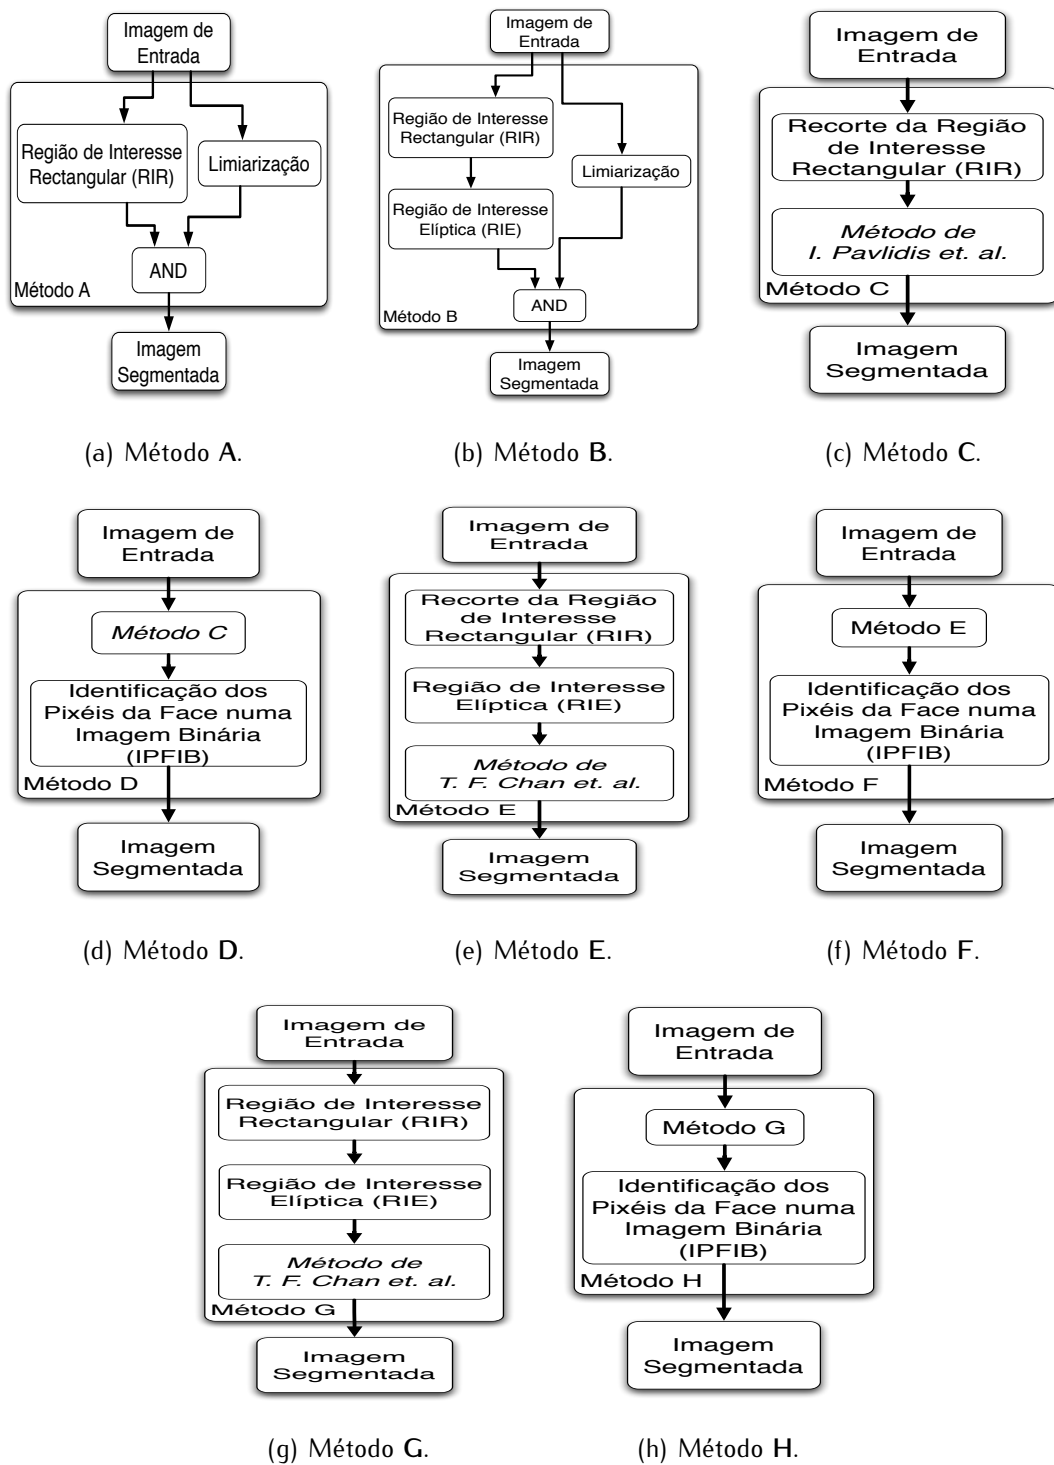 Imagem de
Entrada
Região de Interesse
Rectangular (RIR)
Limiarização
AND
Método A
Imagem
Segmentada
(a) Método A.
Imagem de
Entrada
Região de Interesse
Rectangular (RIR)
Limiarização
Região de Interesse
Elíptica (RIE)
AND
Método B
Imagem
Segmentada
(b) Método B.
Imagem de
Entrada
Recorte da Região
de Interesse
Rectangular (RIR)
Método de
I. Pavlidis et. al.
Método C
Imagem
Segmentada
(c) Método C.
Imagem de
Entrada
Método C
Identificação dos
Pixéis da Face numa
Imagem Binária
(IPFIB)
Método D
Imagem
Segmentada
(d) Método D.
Imagem de
Entrada
Recorte da Região
de Interesse
Rectangular (RIR)
Região de Interesse
Elíptica (RIE)
Método de
T. F. Chan et. al.
Método E
Imagem
Segmentada
(e) Método E.
Imagem de
Entrada
Método E
Identificação dos
Pixéis da Face numa
Imagem Binária
(IPFIB)
Método F
Imagem
Segmentada
(f) Método F.
Imagem de
Entrada
Região de Interesse
Rectangular (RIR)
Região de Interesse
Elíptica (RIE)
Método de
T. F. Chan et. al.
Método G
Imagem
Segmentada
(g) Método G.
Imagem de
Entrada
Método G
Identificação dos
Pixéis da Face numa
Imagem Binária
(IPFIB)
Método H
Imagem
Segmentada
(h) Método H.